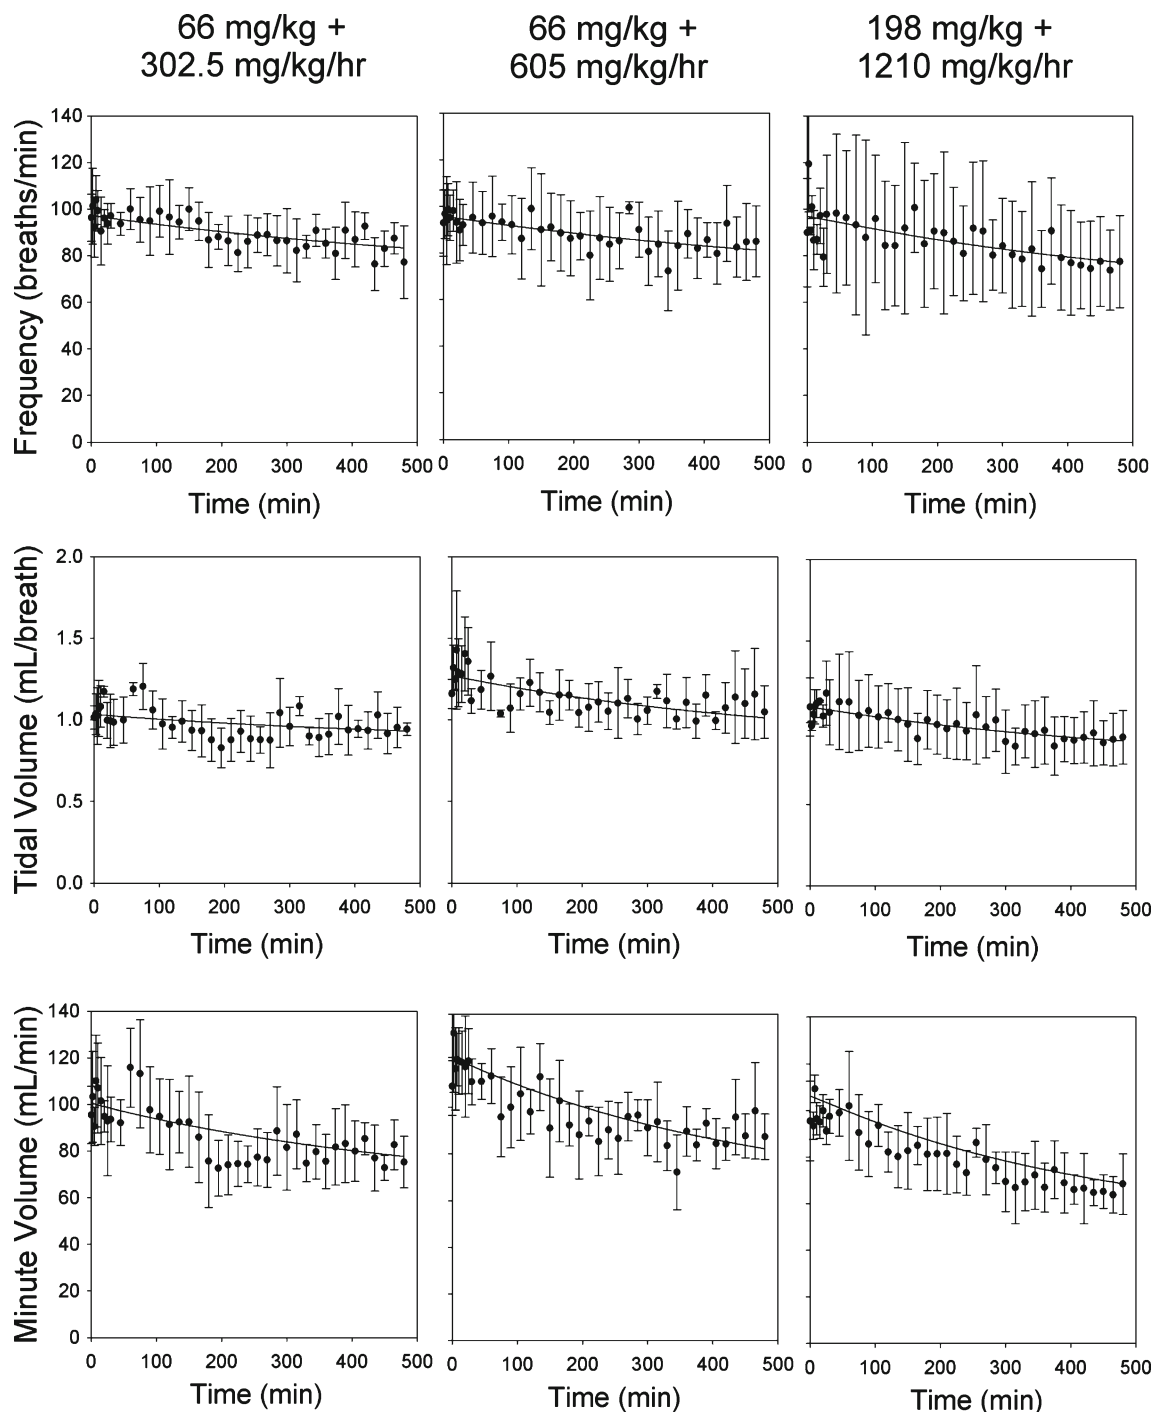 66 mg/kg +
302.5 mg/kg/hr
66 mg/kg +
605 mg/kg/hr
198 mg/kg +
1210 mg/kg/hr
Frequency (breaths/min)
140
120
100
80
60
40
20
0
0 100 200 300 400 500
Time (min)
0 100 200 300 400 500
Time (min)
0 100 200 300 400 500
Time (min)
Tidal Volume (mL/breath)
2.0
1.5
1.0
0.5
0.0
0 100 200 300 400 500
Time (min)
0 100 200 300 400 500
Time (min)
0 100 200 300 400 500
Time (min)
Minute Volume (mL/min)
140
120
100
80
60
40
20
0
0 100 200 300 400 500
Time (min)
0 100 200 300 400 500
Time (min)
0 100 200 300 400 500
Time (min)